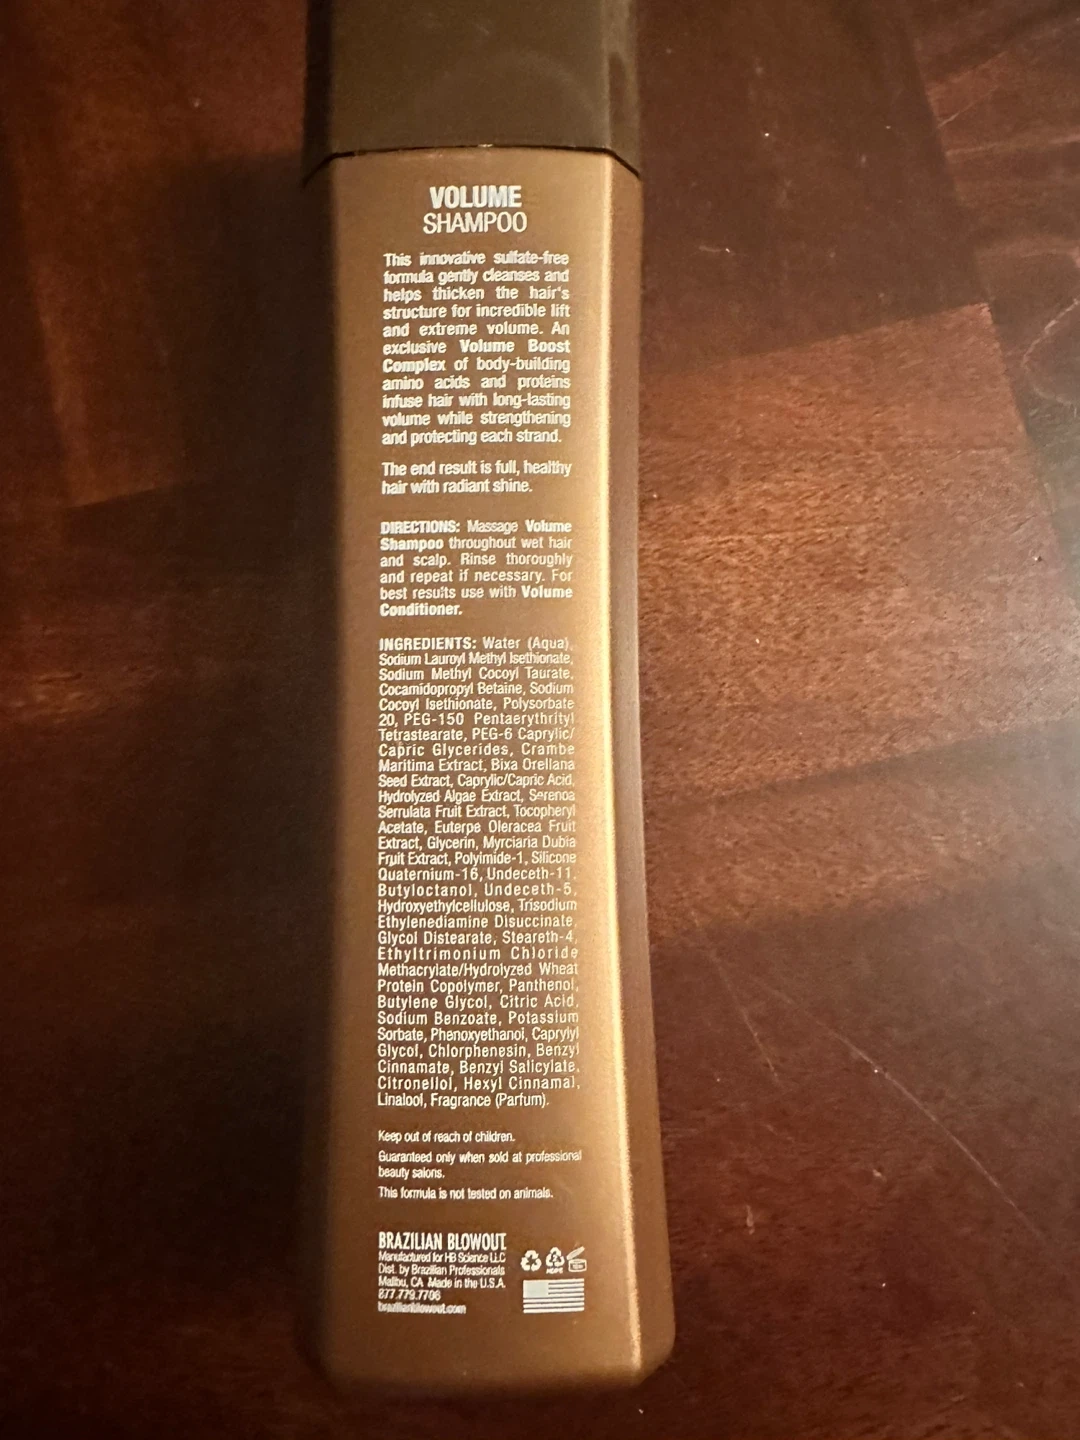 VOLUME
SHAMPOO
This innovative sulfate-free
formula gently cleanses and
helps thicken the hair's
structure for incredible lift
and extreme volume. An
exclusive Volume Boost
Complex of body-building
amino acids and proteins
infuse hair with long-lasting
volume while strengthening
and protecting each strand.
The end result is full, healthy
hair with radiant shine.
DIRECTIONS: Massage Volume
Shampoo throughout wet hair
and scalp. Rinse thoroughly
and repeat if necessary. For
best results use with Volume
Conditioner.
INGREDIENTS: Water (Aqua),
Sodium Lauroyl Methyl Isethionate,
Sodium Methyl Cocoyl Taurate,
Cocamidopropyl Betaine, Sodium
Cocoyl Isethionate, Polysorbate
20, PEG-150 Pentaerythrityl
Tetrastearate, PEG-6 Caprylic/
Capric Glycerides, Crambe
Maritima Extract, Bixa Orellana
Seed Extract, Caprylic/Capric Acid,
Hydrolyzed Algae Extract, Serenoa
Serrulata Fruit Extract, Tocopheryl
Acetate, Euterpe Oleracea Fruit
Extract, Glycerin, Myrciaria Dubia
Fruit Extract, Polyimide-1, Silicone
Quaternium-16, Undeceth-11,
Butyloctanol, Undeceth-5,
Hydroxyethylcellulose, Trisodium
Ethylenediamine Disuccinate,
Glycol Distearate, Steareth-4,
Ethyltrimonium Chloride
Methacrylate/Hydrolyzed Wheat
Protein Copolymer, Panthenol,
Butylene Glycol, Citric Acid,
Sodium Benzoate, Potassium
Sorbate, Phenoxyethanol, Caprylyl
Glycol, Chlorphenesin, Benzyl
Cinnamate, Benzyl Salicylate,
Citronellol, Hexyl Cinnamal,
Linalool, Fragrance (Parfum).
Keep out of reach of children.
Guaranteed only when sold at professional
beauty salons.
This formula is not tested on animals.
BRAZILIAN BLOWOUT
Manufactured for HB Science LLC
Dist. by Brazilian Professionals
Malibu, CA Made in the U.S.A.
877.779.7706
brazilianblowout.com
HDPE